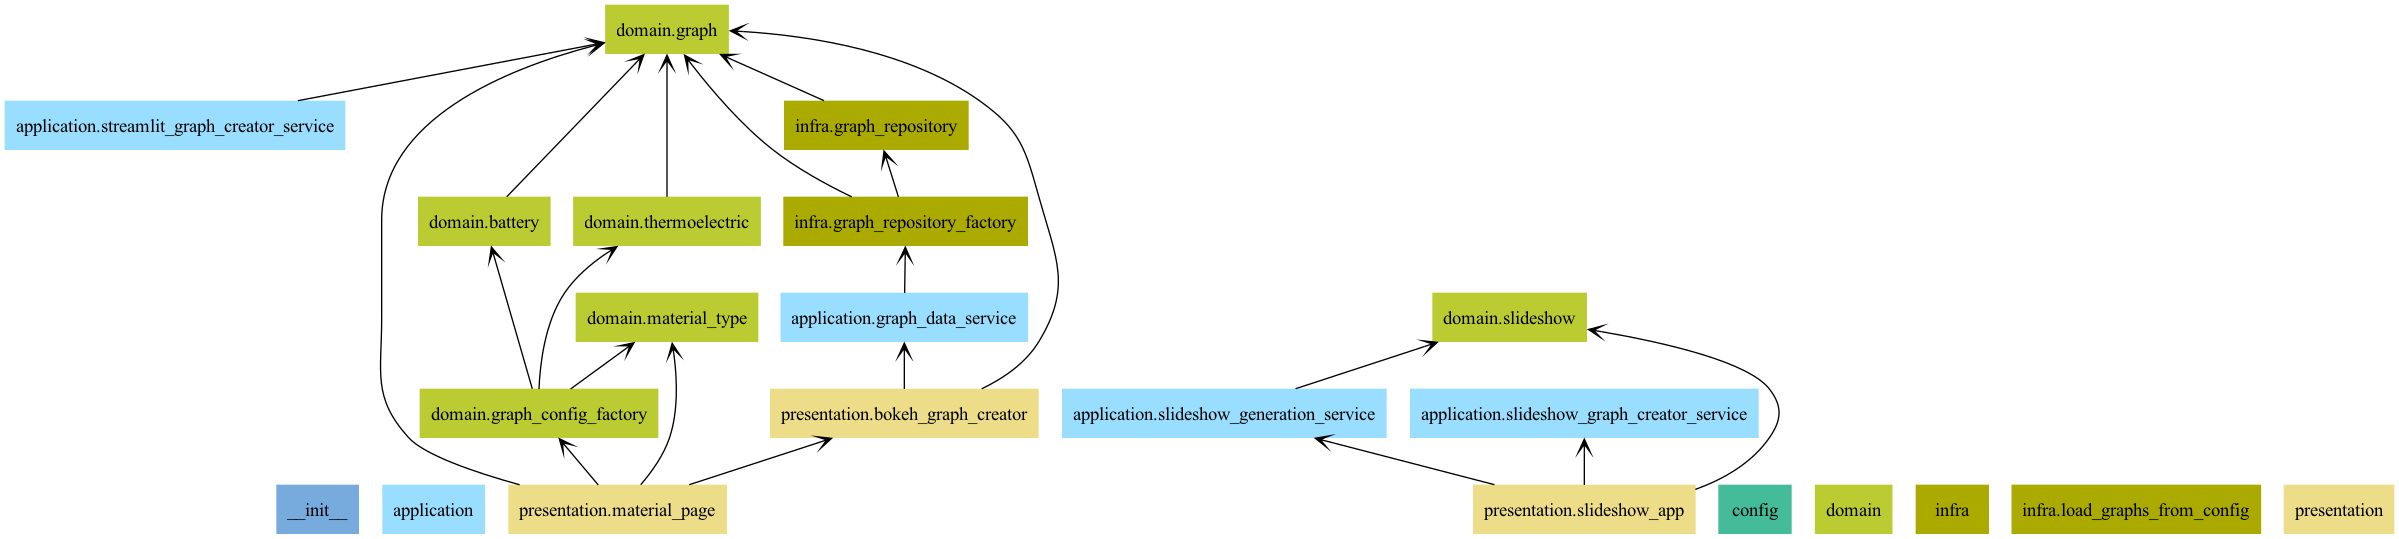 domain.graph
application.streamlit_graph_creator_service
infra.graph_repository
domain.battery
domain.thermoelectric
infra.graph_repository_factory
domain.material_type
application.graph_data_service
domain.slideshow
domain.graph_config_factory
presentation.bokeh_graph_creator
application.slideshow_generation_service
application.slideshow_graph_creator_service
__init__
application
presentation.material_page
presentation.slideshow_app
config
domain
infra
infra.load_graphs_from_config
presentation